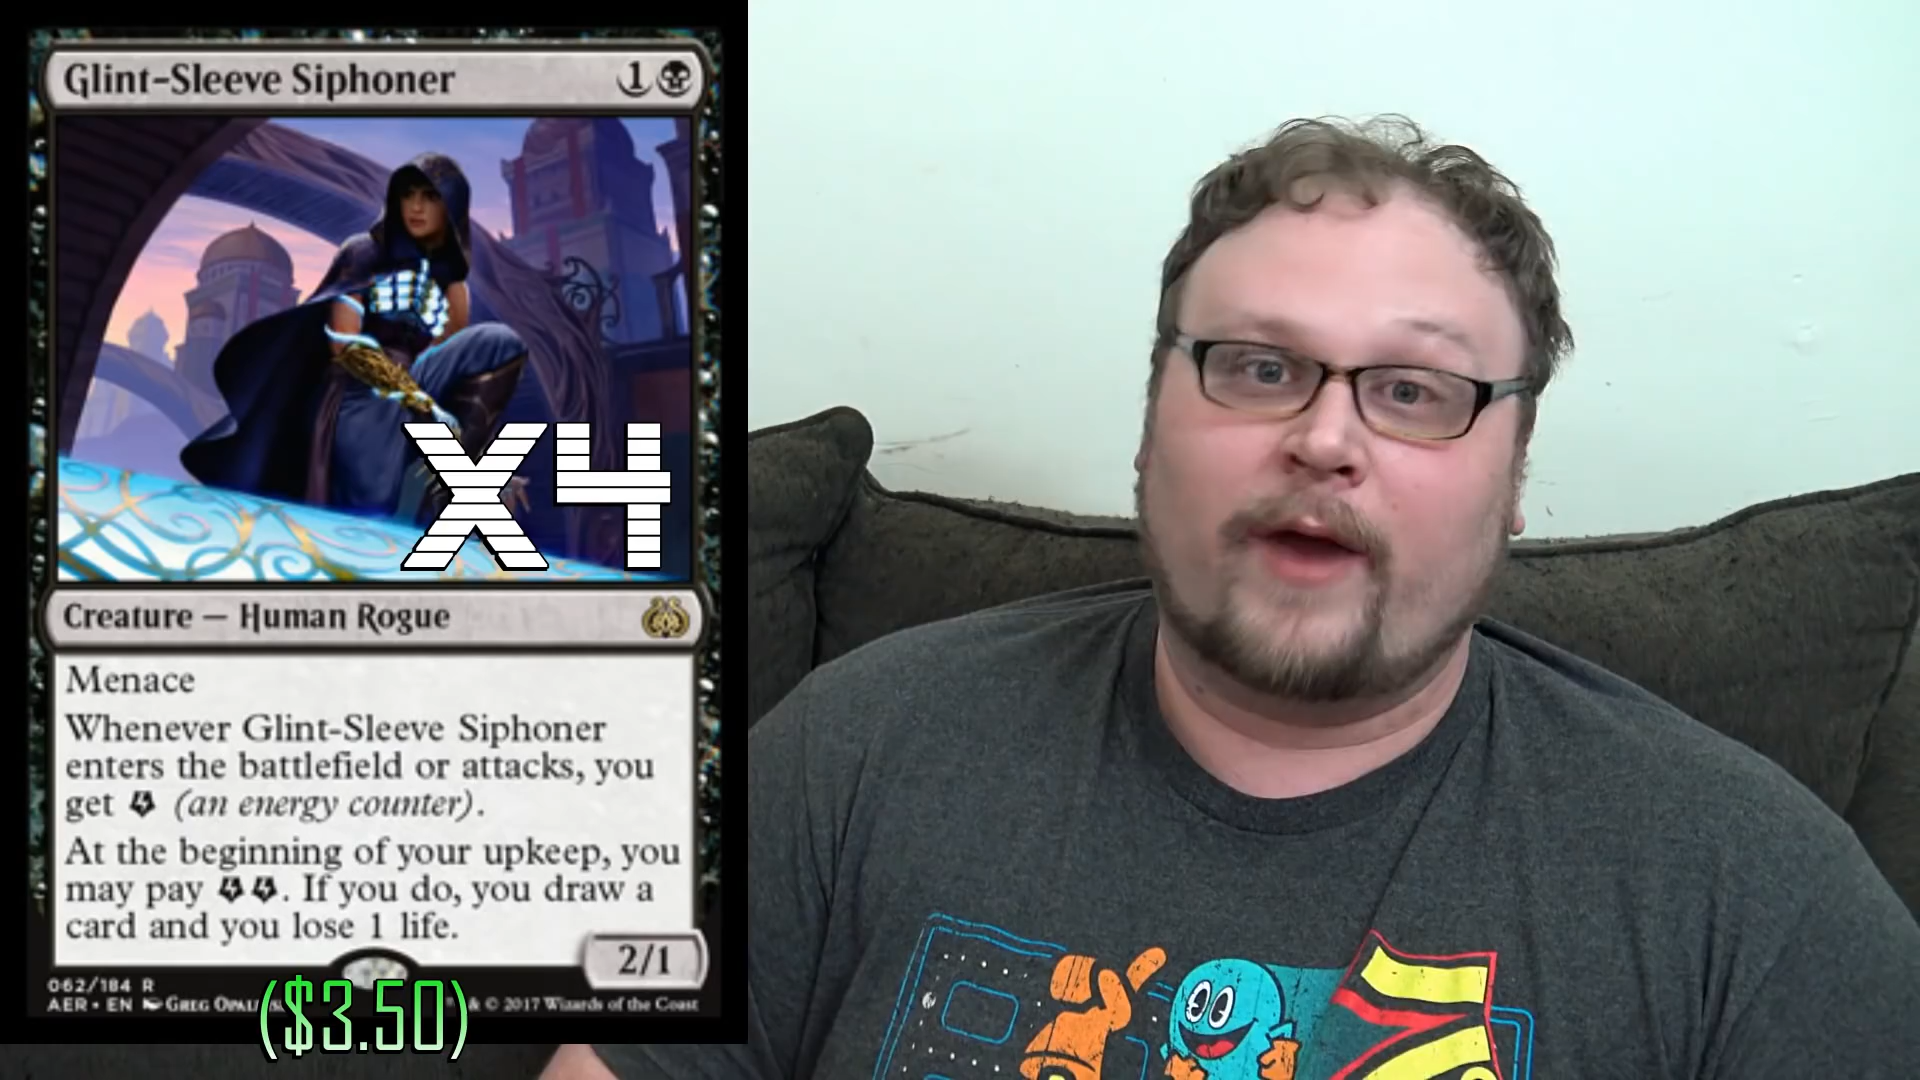 Glint-Sleeve Siphoner 1
X4
Creature — Human Rogue
Menace
Whenever Glint-Sleeve Siphoner
enters the battlefield or attacks, you
get (an energy counter).
At the beginning of your upkeep, you
may pay . If you do, you draw a
card and you lose 1 life.
2/1
062/184 R
AER • EN GREG & © 2017 Wizards of the Coast
($3.50)